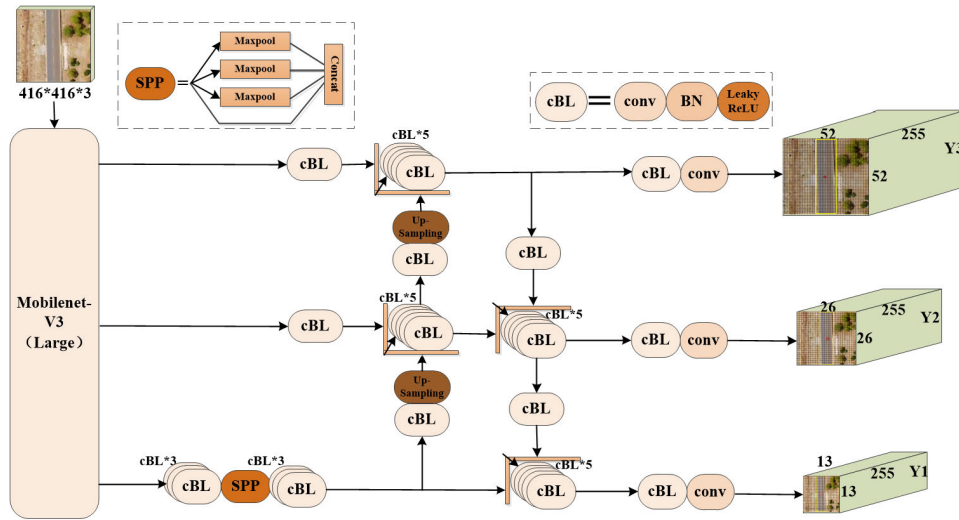 416*416*3
SPP
=
Maxpool
Maxpool
Maxpool
Concat
cBL
=
conv
BN
Leaky
ReLU
Mobilenet-
V3
（Large）
cBL
cBL*5
cBL
cBL
conv
52
255
Y3
52
Up-
Sampling
cBL
cBL
cBL
cBL*5
cBL
cBL*5
cBL
cBL
conv
26
255
Y2
26
Up-
Sampling
cBL
cBL
cBL*3
cBL
SPP
cBL*3
cBL
cBL*5
cBL
cBL
conv
13
255
Y1
13